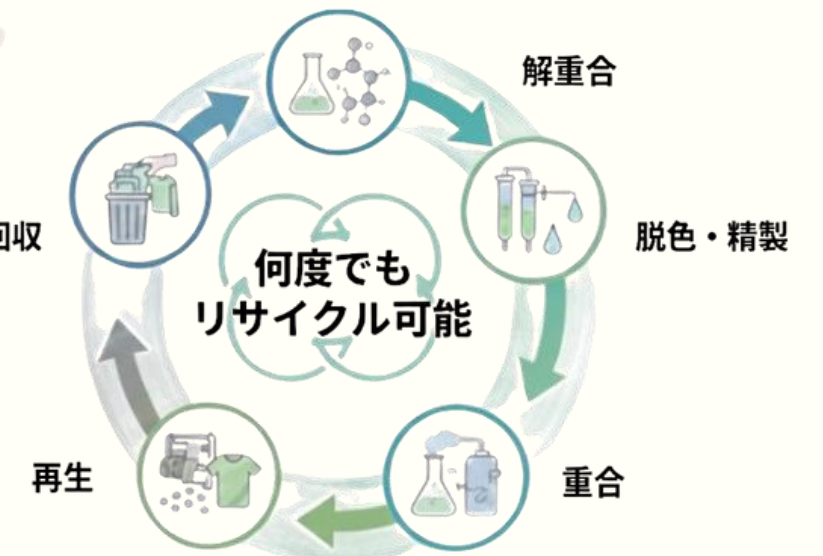 解重合
回収
脱色・精製
何度でも
リサイクル可能
再生
重合